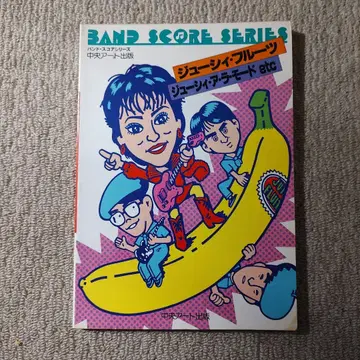 BAND SCORE SERIES
バンド・スコアシリーズ
中央アート出版
ジューシィ・フルーツ
ジューシィ・ア・ラ・モード etc
中央アート出版